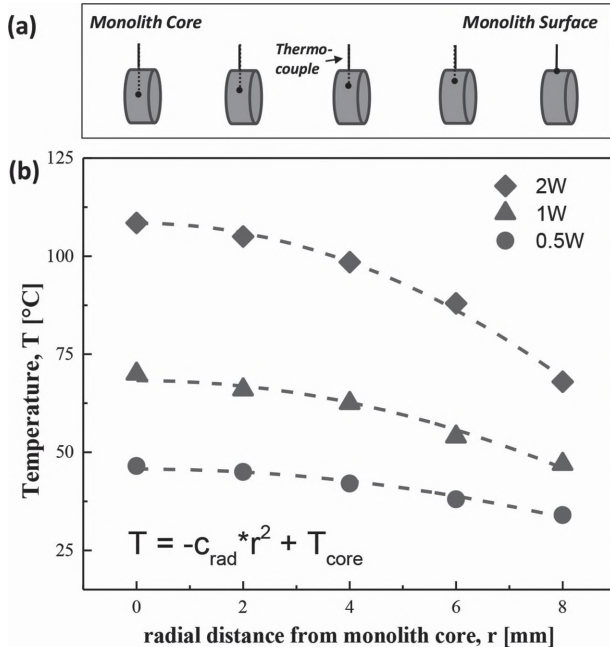 (a)
Monolith Core
Thermo-
couple
Monolith Surface
(b)
125
100
75
50
25
Temperature, T [°C]
2W
1W
0.5W
T = -c_rad*r² + T_core
0 2 4 6 8
radial distance from monolith core, r [mm]